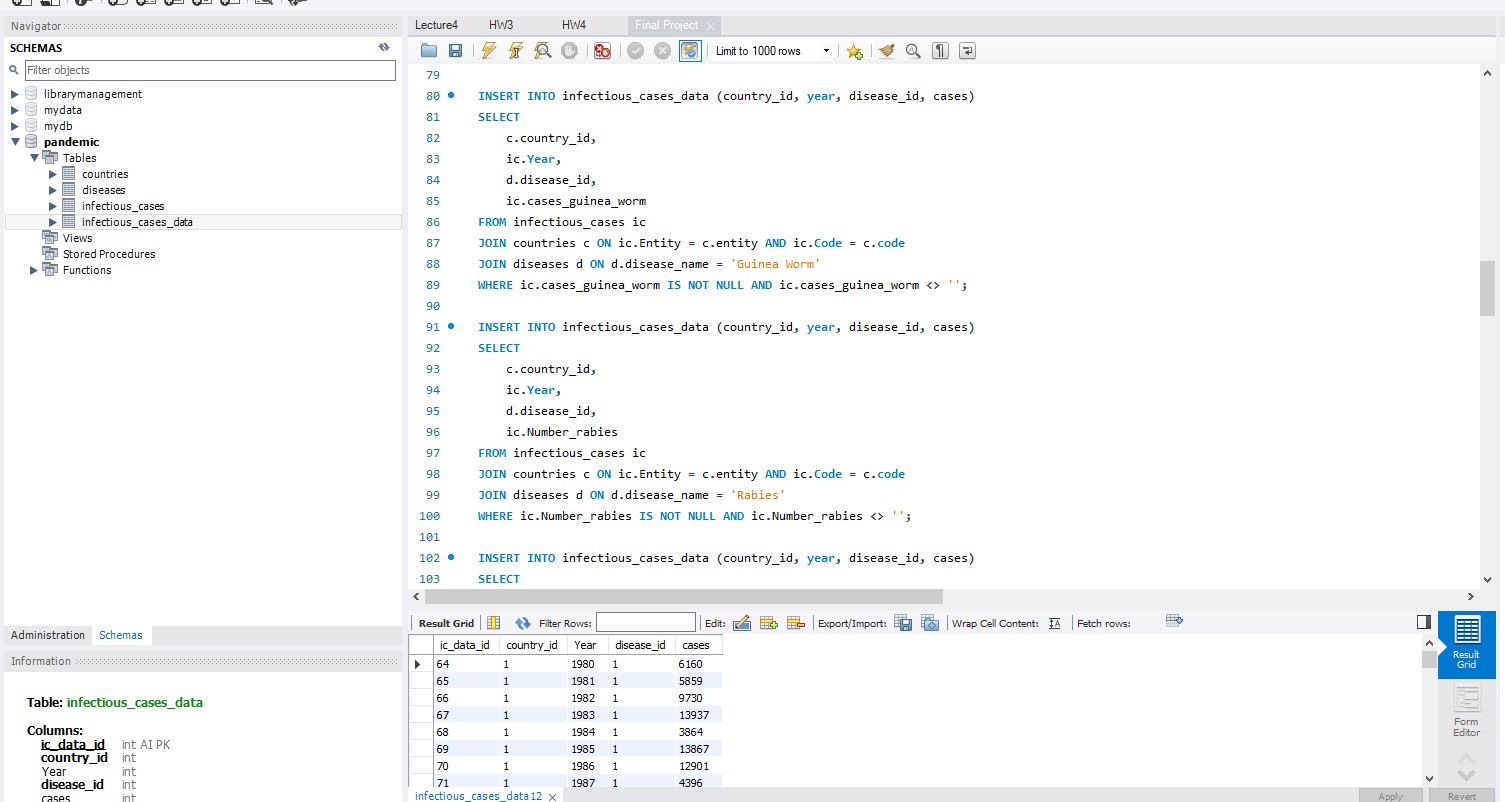 Navigator
SCHEMAS
Filter objects
librarymanagement
mydata
mydb
pandemic
Tables
countries
diseases
infectious_cases
infectious_cases_data
Views
Stored Procedures
Functions
Administration Schemas
Information
Table: infectious_cases_data
Columns:
ic_data_id int AI PK
country_id int
Year int
disease_id int
cases int
Lecture4 HW3 HW4 Final Project
Limit to 1000 rows
79
80 INSERT INTO infectious_cases_data (country_id, year, disease_id, cases)
81 SELECT
82 c.country_id,
83 ic.Year,
84 d.disease_id,
85 ic.cases_guinea_worm
86 FROM infectious_cases ic
87 JOIN countries c ON ic.Entity = c.entity AND ic.Code = c.code
88 JOIN diseases d ON d.disease_name = 'Guinea Worm'
89 WHERE ic.cases_guinea_worm IS NOT NULL AND ic.cases_guinea_worm <> '';
90
91 INSERT INTO infectious_cases_data (country_id, year, disease_id, cases)
92 SELECT
93 c.country_id,
94 ic.Year,
95 d.disease_id,
96 ic.Number_rabies
97 FROM infectious_cases ic
98 JOIN countries c ON ic.Entity = c.entity AND ic.Code = c.code
99 JOIN diseases d ON d.disease_name = 'Rabies'
100 WHERE ic.Number_rabies IS NOT NULL AND ic.Number_rabies <> '';
101
102 INSERT INTO infectious_cases_data (country_id, year, disease_id, cases)
103 SELECT
Result Grid Filter Rows: Edit: Export/Import: Wrap Cell Content: IA Fetch rows:
ic_data_id country_id Year disease_id cases
64 1 1980 1 6160
65 1 1981 1 5859
66 1 1982 1 9730
67 1 1983 1 13937
68 1 1984 1 3864
69 1 1985 1 13867
70 1 1986 1 12901
71 1 1987 1 4396
Result
Grid
Form
Editor
infectious_cases_data12
Apply Revert